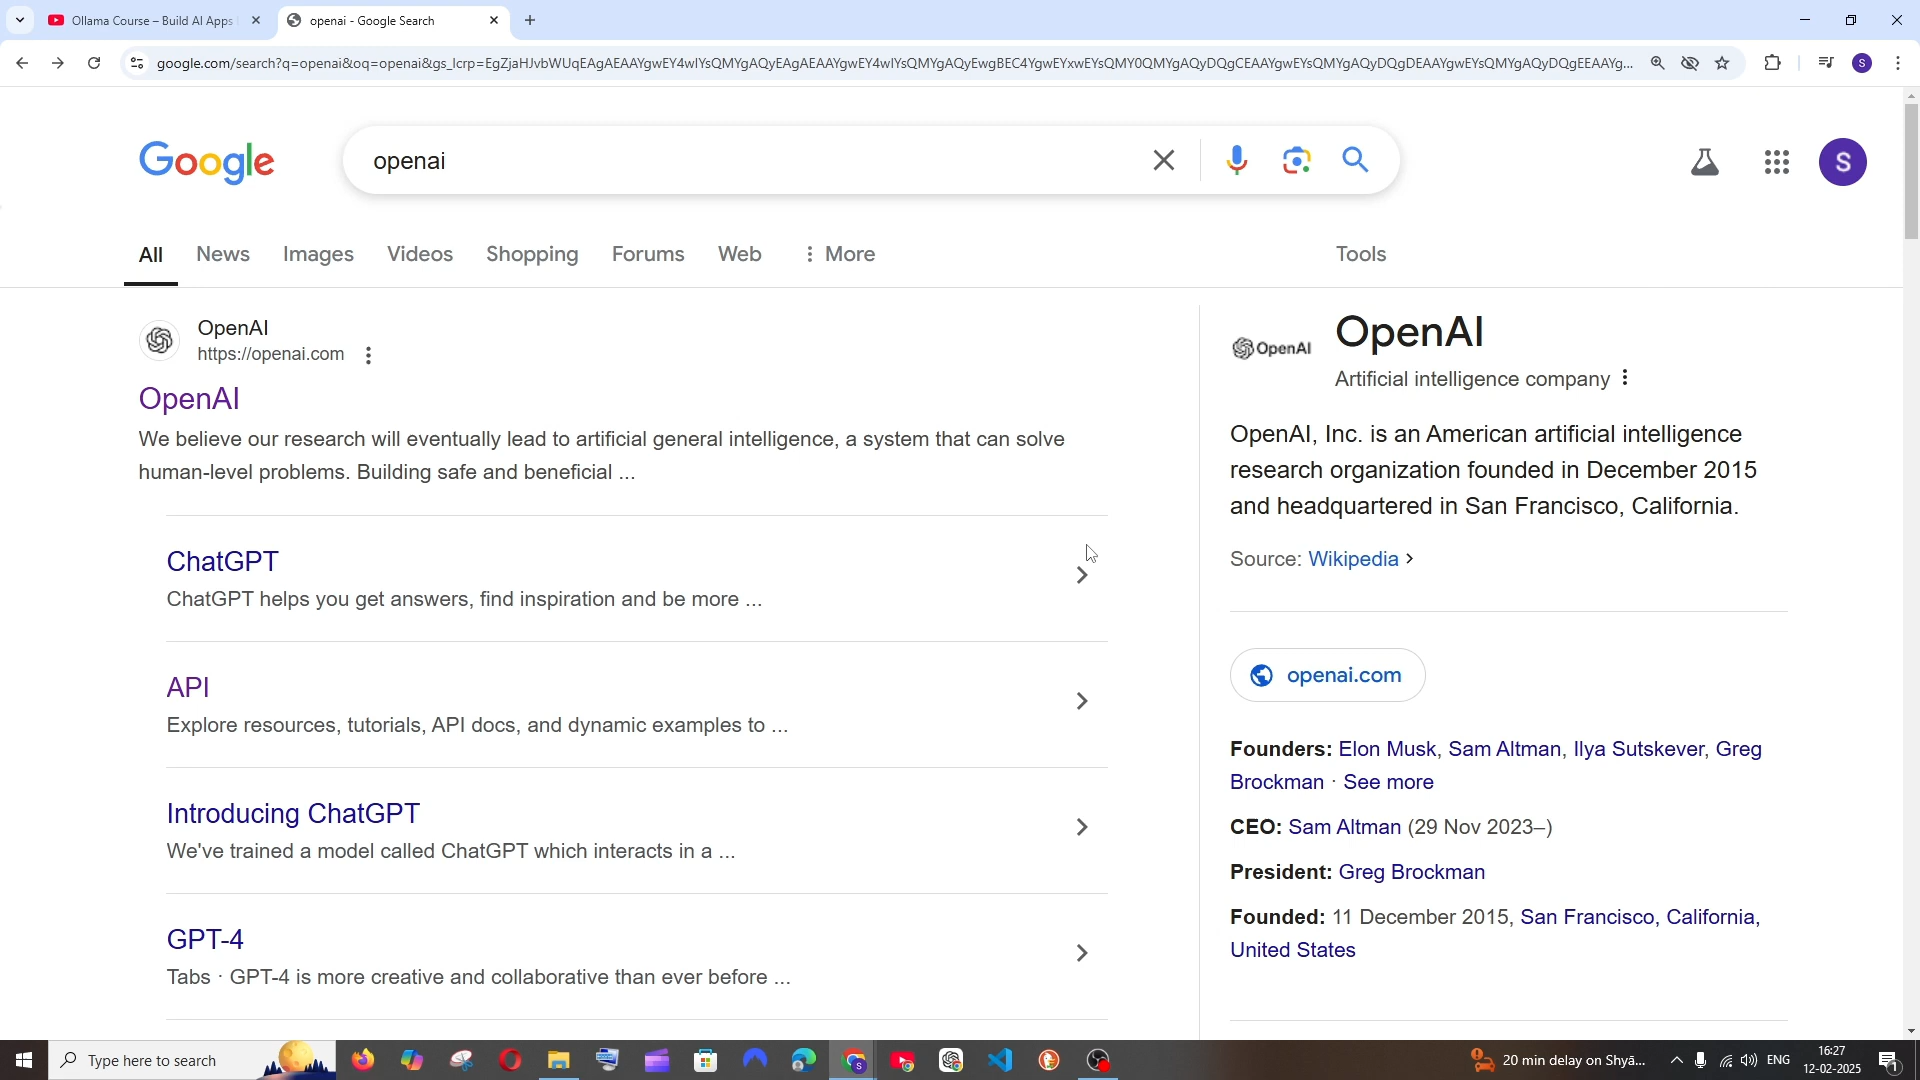 Ollama Course – Build AI Apps
openai - Google Search
google.com/search?q=openai&oq=openai&gs_lcrp=EgZjaHJvbWUqEAgAEAAYgwEY4wIYsQMYgAQyEAgAEAAYgwEY4wIYsQMYgAQyEwgBEC4YgwEYxwEYsQMY0QMYgAQyDQgCEAAYgwEYsQMYgAQyDQgDEAAYgwEYsQMYgAQyDQgEEAAYg...
S
Google
openai
S
All News Images Videos Shopping Forums Web More Tools
OpenAI
https://openai.com
OpenAI
We believe our research will eventually lead to artificial general intelligence, a system that can solve
human-level problems. Building safe and beneficial ...
ChatGPT
ChatGPT helps you get answers, find inspiration and be more ...
API
Explore resources, tutorials, API docs, and dynamic examples to ...
Introducing ChatGPT
We've trained a model called ChatGPT which interacts in a ...
GPT-4
Tabs · GPT-4 is more creative and collaborative than ever before ...
OpenAI
OpenAI
Artificial intelligence company
OpenAI, Inc. is an American artificial intelligence
research organization founded in December 2015
and headquartered in San Francisco, California.
Source: Wikipedia
openai.com
Founders: Elon Musk, Sam Altman, Ilya Sutskever, Greg
Brockman · See more
CEO: Sam Altman (29 Nov 2023–)
President: Greg Brockman
Founded: 11 December 2015, San Francisco, California,
United States
Type here to search
S
20 min delay on Shyā...
ENG
16:27
12-02-2025
1